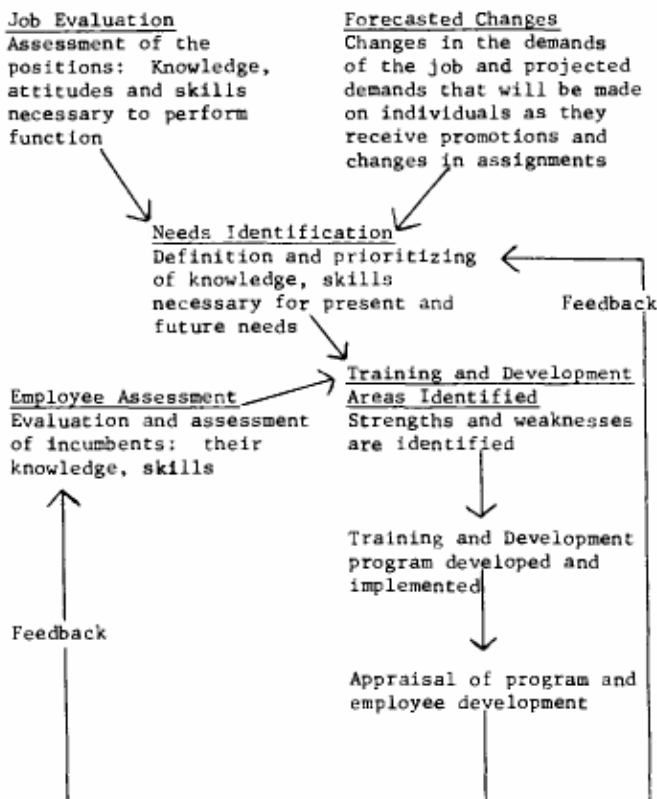 Job Evaluation
Assessment of the
positions: Knowledge,
attitudes and skills
necessary to perform
function
Forecasted Changes
Changes in the demands
of the job and projected
demands that will be made
on individuals as they
receive promotions and
changes in assignments
Needs Identification
Definition and prioritizing
of knowledge, skills
necessary for present and
future needs
Feedback
Employee Assessment
Evaluation and assessment
of incumbents: their
knowledge, skills
Training and Development
Areas Identified
Strengths and weaknesses
are identified
Training and Development
program developed and
implemented
Feedback
Appraisal of program and
employee development